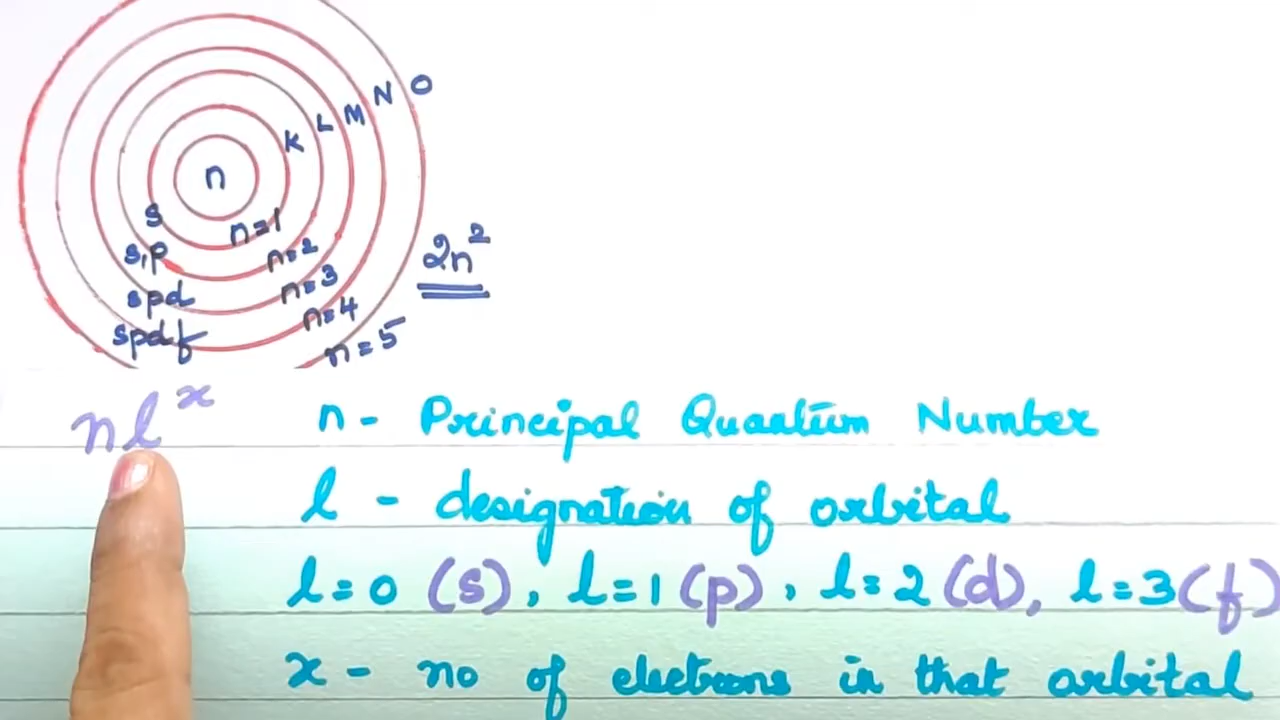 K L M N O
n
s n=1
s,p n=2
spd n=3
spdf n=4
n=5
2n²
nlˣ
n - Principal Quantum Number
l - designation of orbital
l=0 (s), l=1 (p), l=2 (d), l=3 (f)
x - no of electrons in that orbital